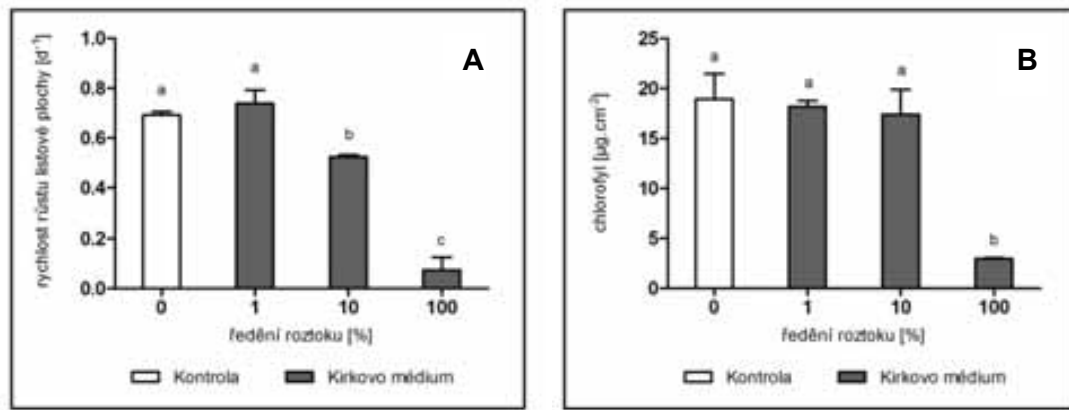 A
rychlost růstu listové plochy [d⁻¹]
1.0
0.8
0.6
0.4
0.2
0.0
a
a
b
c
0 1 10 100
ředění roztoku [%]
Kontrola Kirkovo médium
B
chlorofyl [µg.cm⁻²]
25
20
15
10
5
0
a
a
a
b
0 1 10 100
ředění roztoku [%]
Kontrola Kirkovo médium